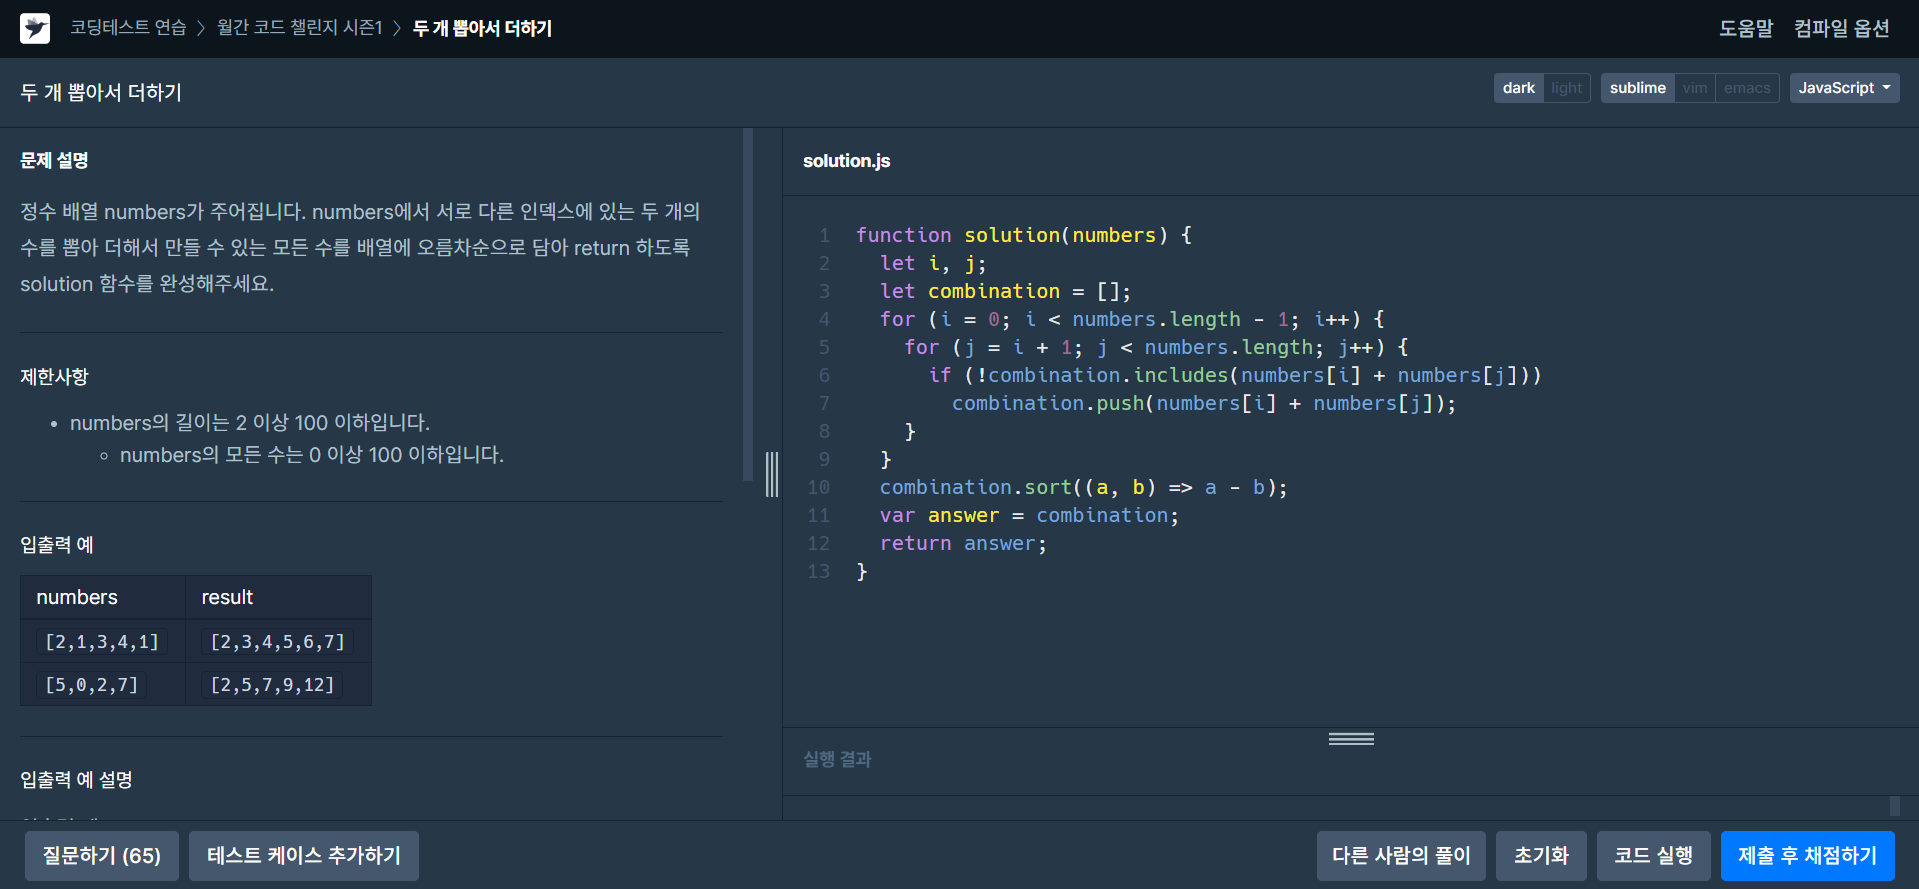 코딩테스트 연습 > 월간 코드 챌린지 시즌1 > 두 개 뽑아서 더하기
도움말 컴파일 옵션
두 개 뽑아서 더하기
dark light sublime vim emacs JavaScript
문제 설명
정수 배열 numbers가 주어집니다. numbers에서 서로 다른 인덱스에 있는 두 개의
수를 뽑아 더해서 만들 수 있는 모든 수를 배열에 오름차순으로 담아 return 하도록
solution 함수를 완성해주세요.
제한사항
• numbers의 길이는 2 이상 100 이하입니다.
◦ numbers의 모든 수는 0 이상 100 이하입니다.
입출력 예
numbers result
[2,1,3,4,1] [2,3,4,5,6,7]
[5,0,2,7] [2,5,7,9,12]
입출력 예 설명
solution.js
1 function solution(numbers) {
2   let i, j;
3   let combination = [];
4   for (i = 0; i < numbers.length - 1; i++) {
5     for (j = i + 1; j < numbers.length; j++) {
6       if (!combination.includes(numbers[i] + numbers[j]))
7         combination.push(numbers[i] + numbers[j]);
8     }
9   }
10   combination.sort((a, b) => a - b);
11   var answer = combination;
12   return answer;
13 }
실행 결과
질문하기 (65) 테스트 케이스 추가하기
다른 사람의 풀이 초기화 코드 실행 제출 후 채점하기